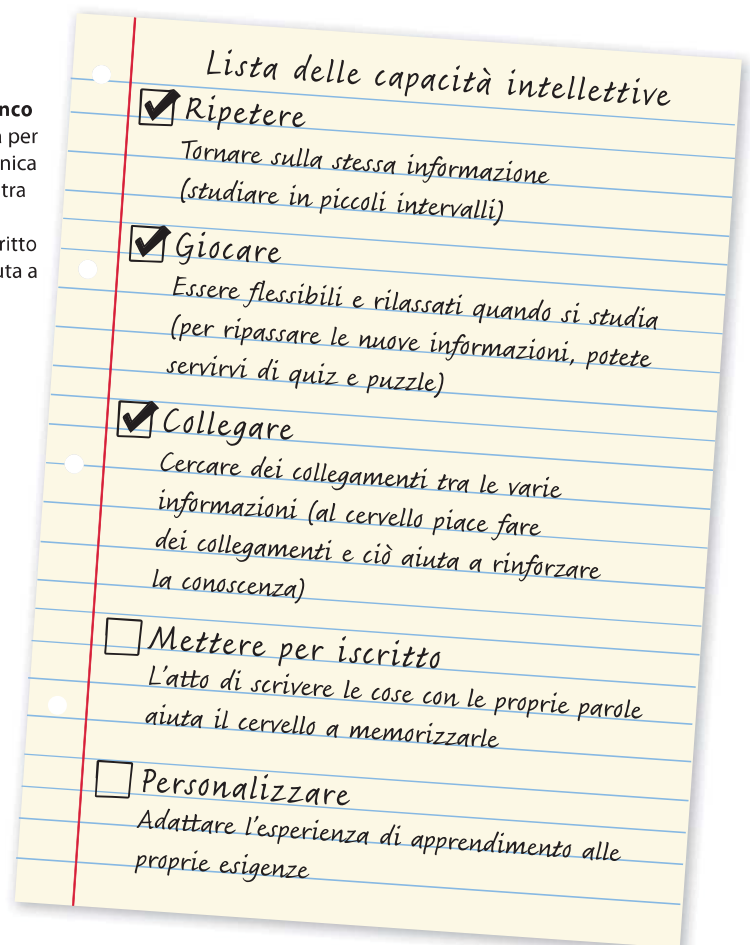 nco
per
nica
tra
ritto
uta a
Lista delle capacità intellettive
Ripetere
Tornare sulla stessa informazione
(studiare in piccoli intervalli)
Giocare
Essere flessibili e rilassati quando si studia
(per ripassare le nuove informazioni, potete
servirvi di quiz e puzzle)
Collegare
Cercare dei collegamenti tra le varie
informazioni (al cervello piace fare
dei collegamenti e ciò aiuta a rinforzare
la conoscenza)
Mettere per iscritto
L'atto di scrivere le cose con le proprie parole
aiuta il cervello a memorizzarle
Personalizzare
Adattare l'esperienza di apprendimento alle
proprie esigenze